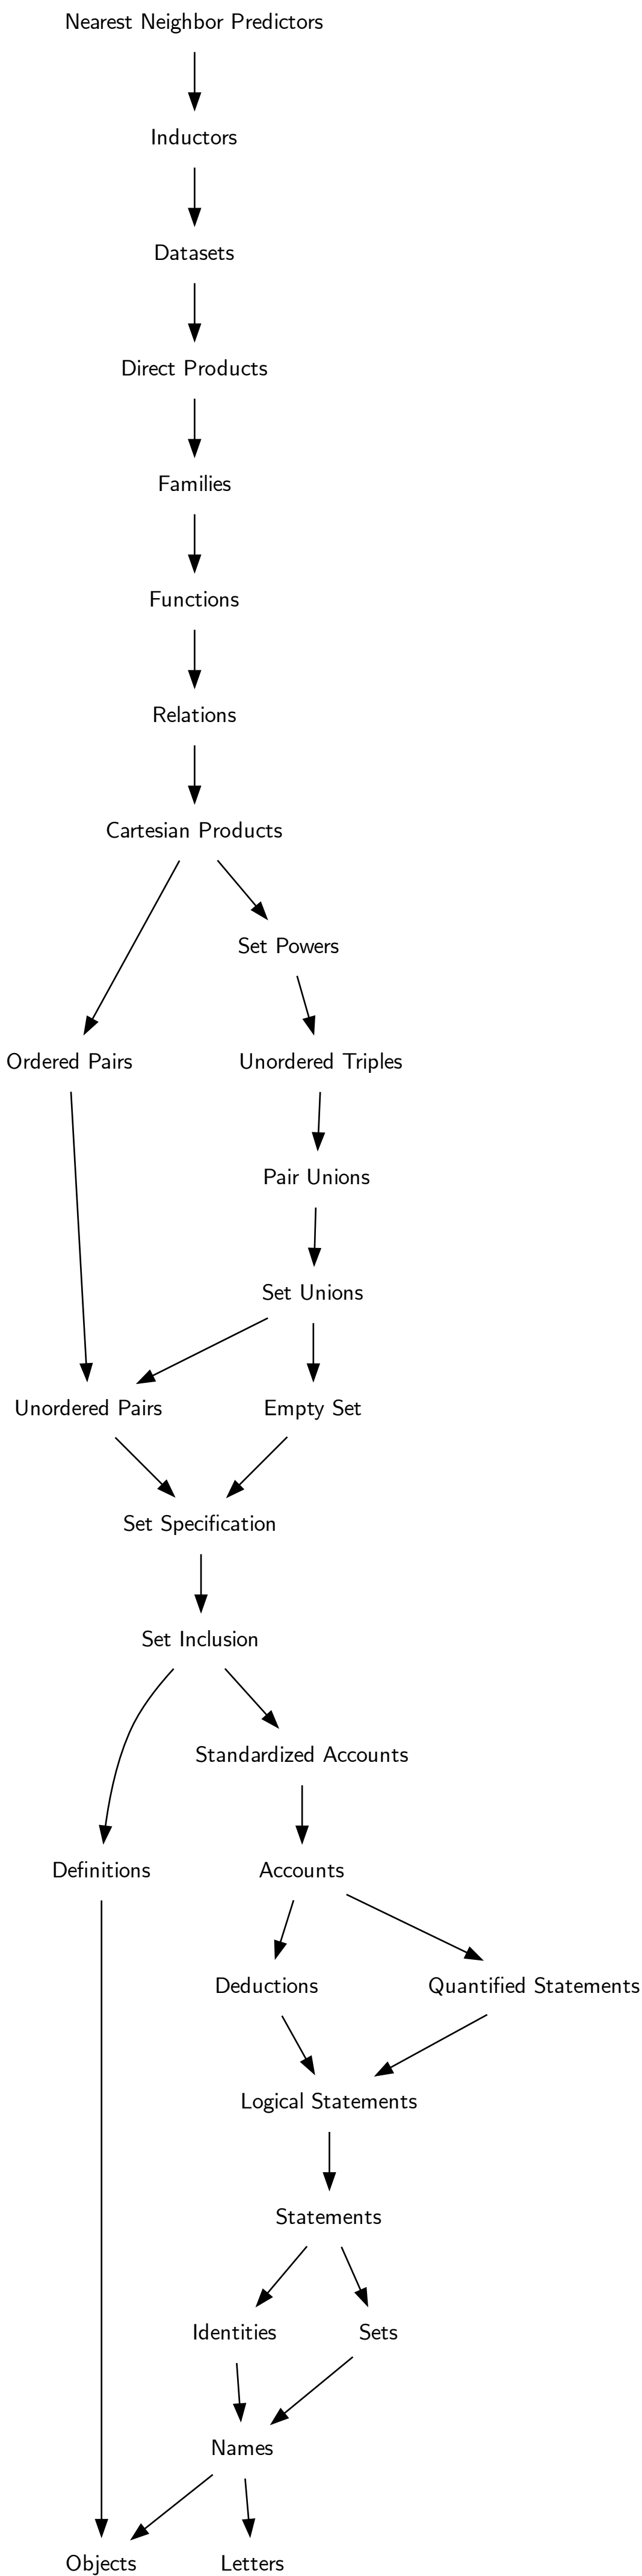 Nearest Neighbor Predictors
Inductors
Datasets
Direct Products
Families
Functions
Relations
Cartesian Products
Set Powers
Ordered Pairs
Unordered Triples
Pair Unions
Set Unions
Unordered Pairs
Empty Set
Set Specification
Set Inclusion
Standardized Accounts
Definitions
Accounts
Deductions
Quantified Statements
Logical Statements
Statements
Identities
Sets
Names
Objects
Letters